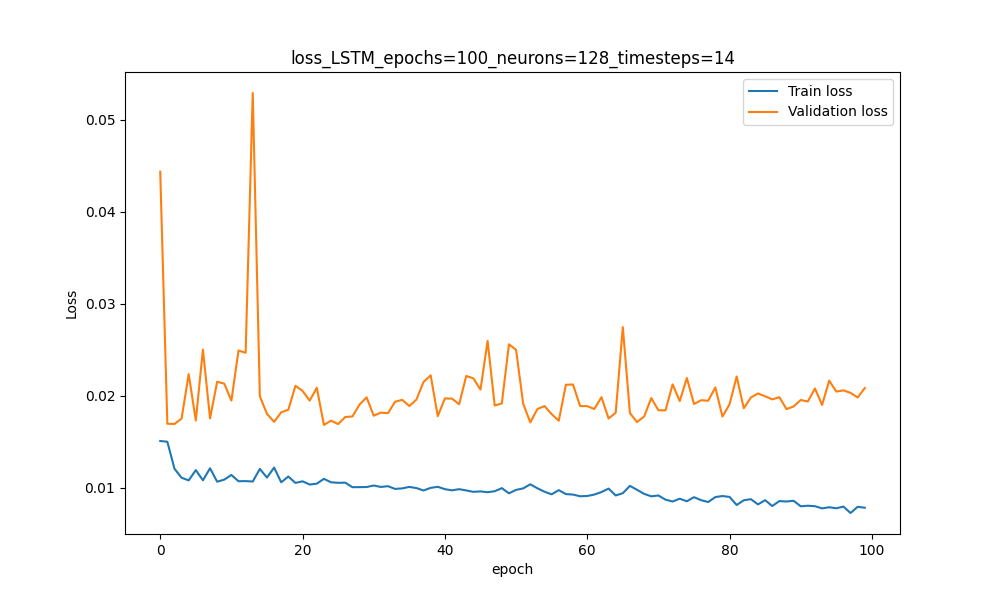 loss_LSTM_epochs=100_neurons=128_timesteps=14
Train loss
Validation loss
0.05
0.04
0.03
0.02
0.01
Loss
0
20
40
60
80
100
epoch